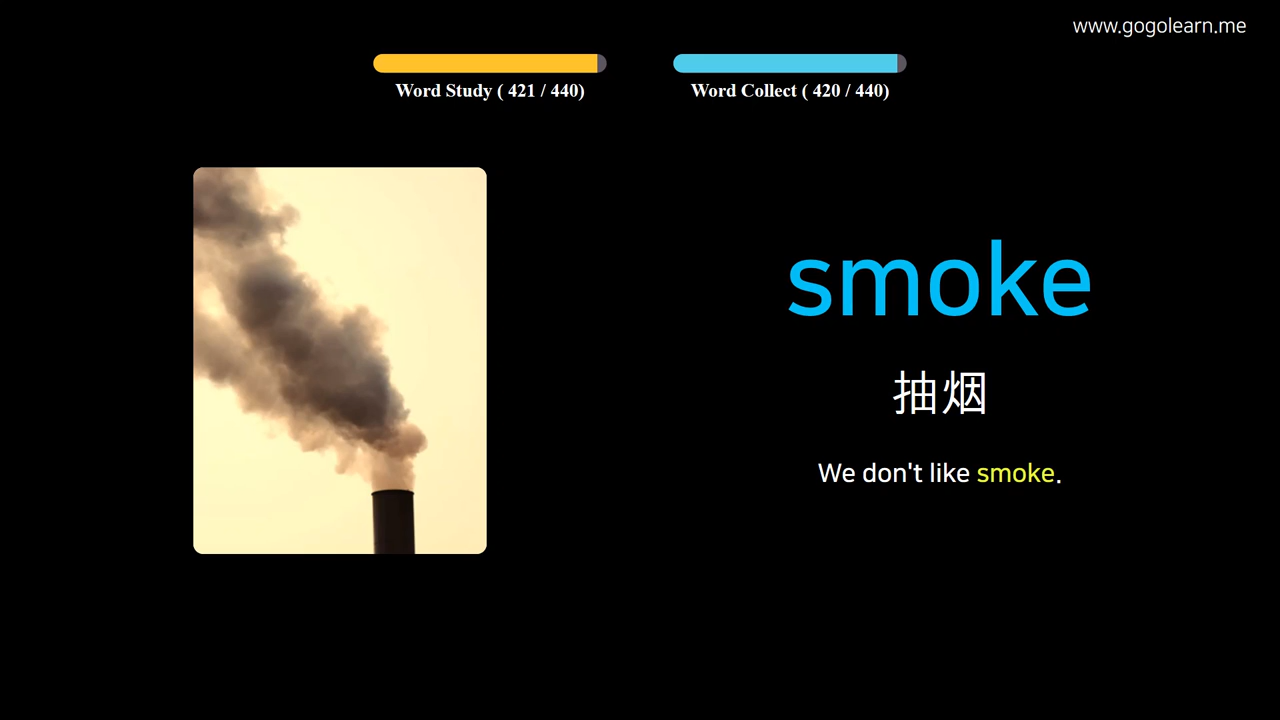 www.gogolearn.me
Word Study ( 421 / 440)
Word Collect ( 420 / 440)
smoke
抽烟
We don't like smoke.